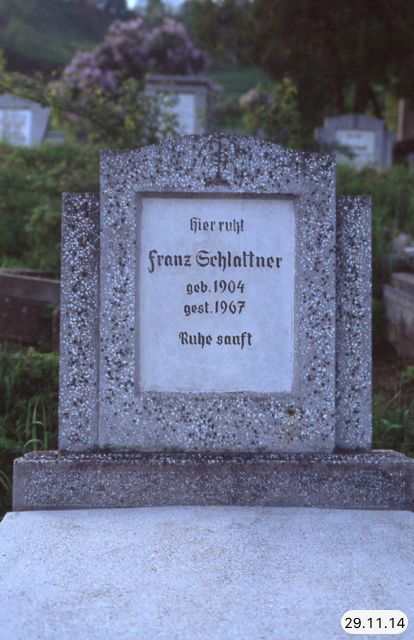 Hier ruht
Franz Schlattner
geb. 1904
gest. 1967
Ruhe sanft
29.11.14